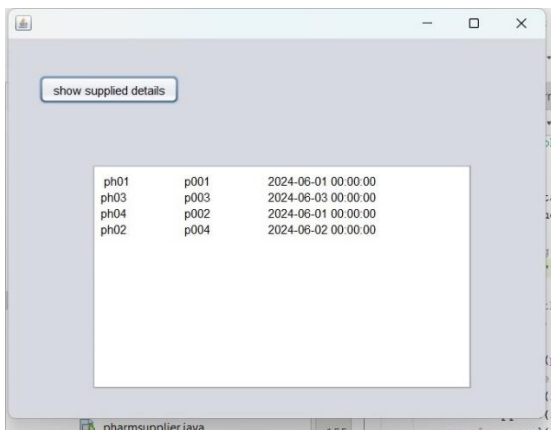 show supplied details
ph01 p001 2024-06-01 00:00:00
ph03 p003 2024-06-03 00:00:00
ph04 p002 2024-06-01 00:00:00
ph02 p004 2024-06-02 00:00:00
pharmsupplier.java